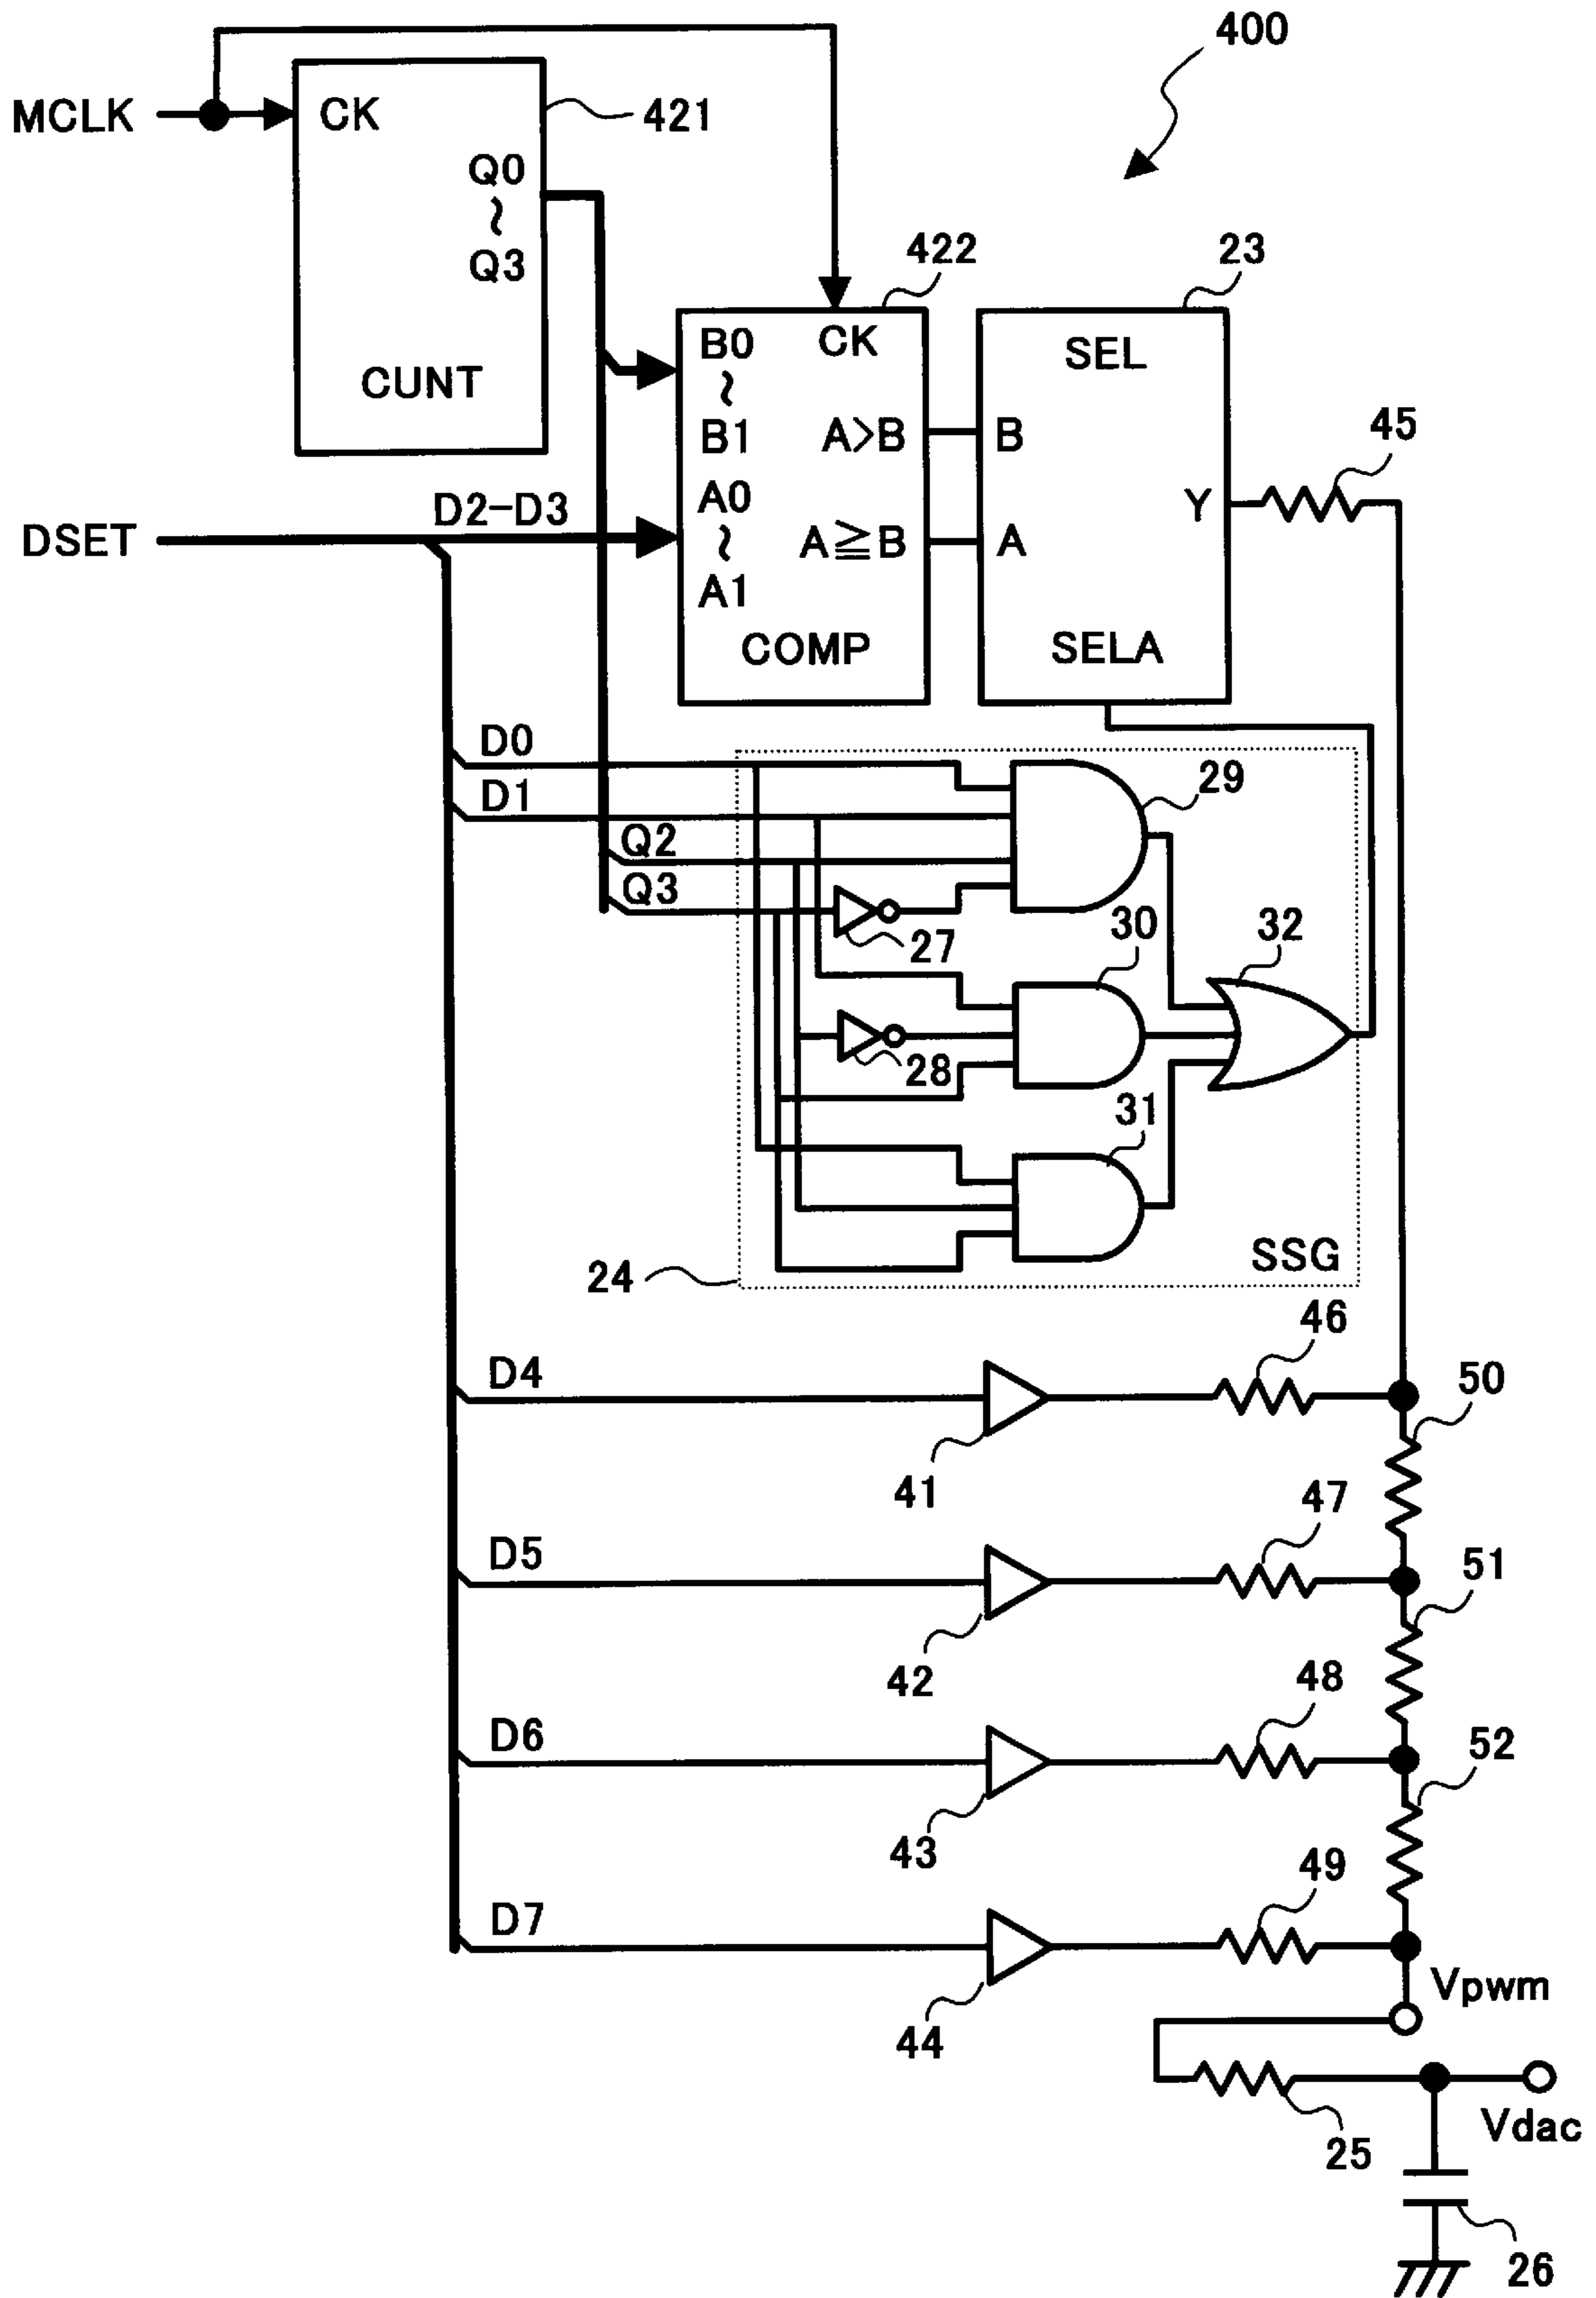 400
MCLK
CK
421
Q0
~
Q3
CUNT
422
23
B0
~
B1
CK
A>B
A0
~
A1
A≧B
COMP
SEL
B
Y
A
SELA
45
DSET
D2-D3
D0
D1
Q2
Q3
29
27
30
32
28
31
SSG
24
46
D4
41
50
47
D5
42
51
48
D6
43
52
49
D7
44
Vpwm
25
Vdac
26